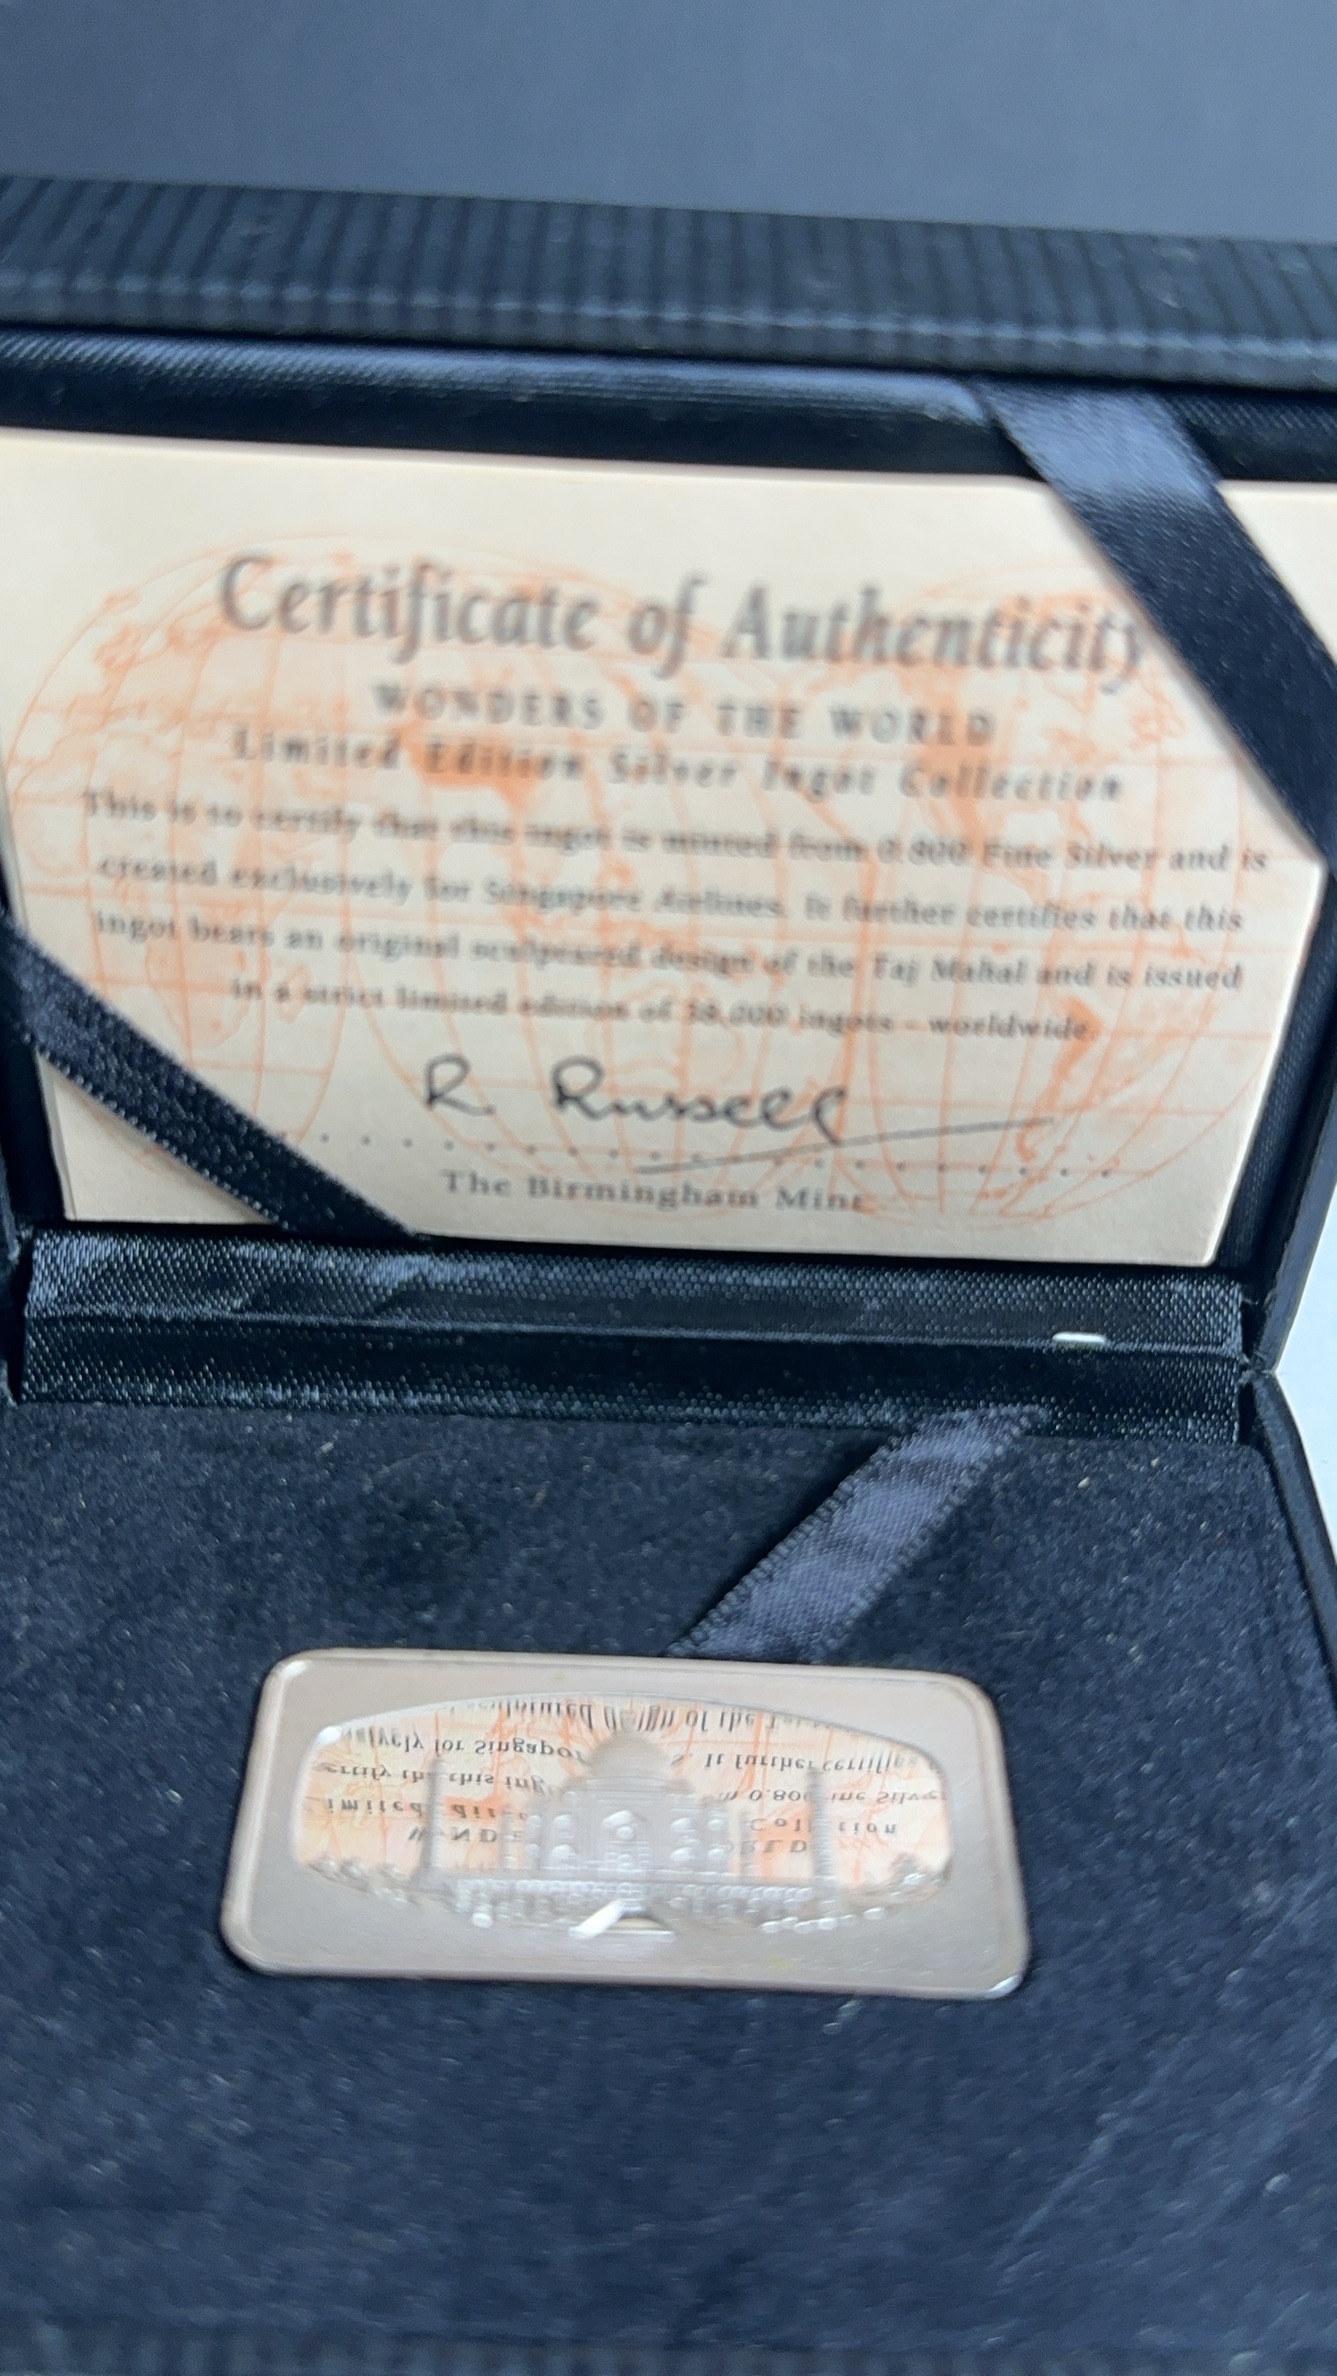 Certificate of Authenticity
WONDERS OF THE WORLD
Limited Edition Silver Ingot Collection
This is to certify that this ingot is minted from 0.800 Fine Silver and is
created exclusively for Singapore Airlines. It further certifies that this
ingot bears an original sculptured design of the Taj Mahal and is issued
in a strict limited edition of 38,000 ingots - worldwide.
R Russell
The Birmingham Mint